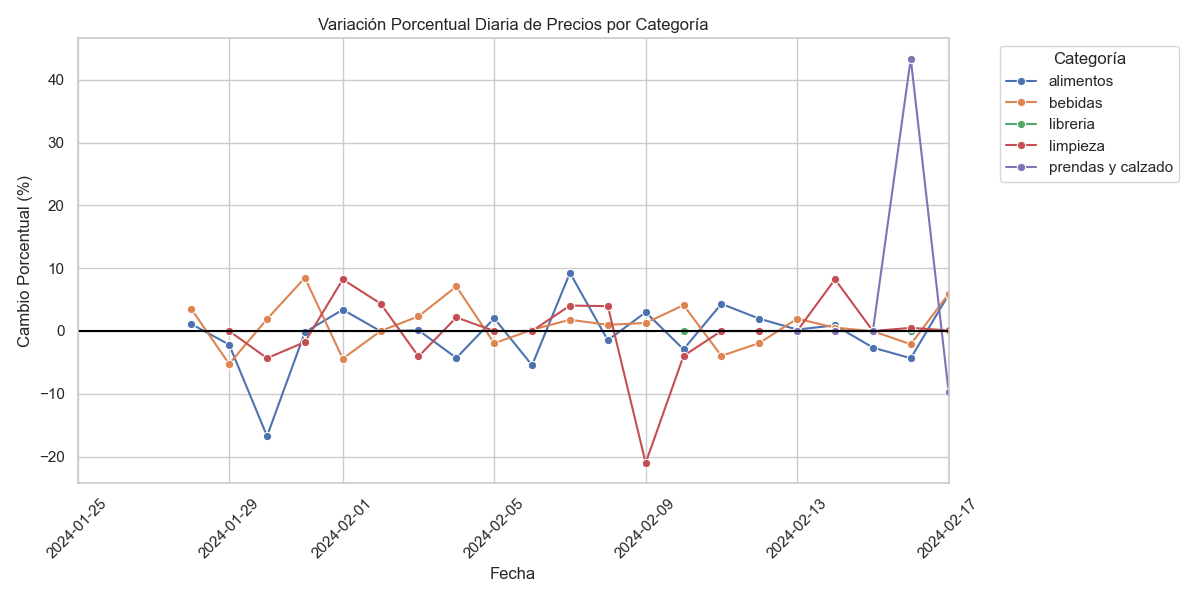 Variación Porcentual Diaria de Precios por Categoría
Cambio Porcentual (%)
40
30
20
10
0
−10
−20
2024-01-25
2024-01-29
2024-02-01
2024-02-05
2024-02-09
2024-02-13
2024-02-17
Fecha
Categoría
alimentos
bebidas
libreria
limpieza
prendas y calzado